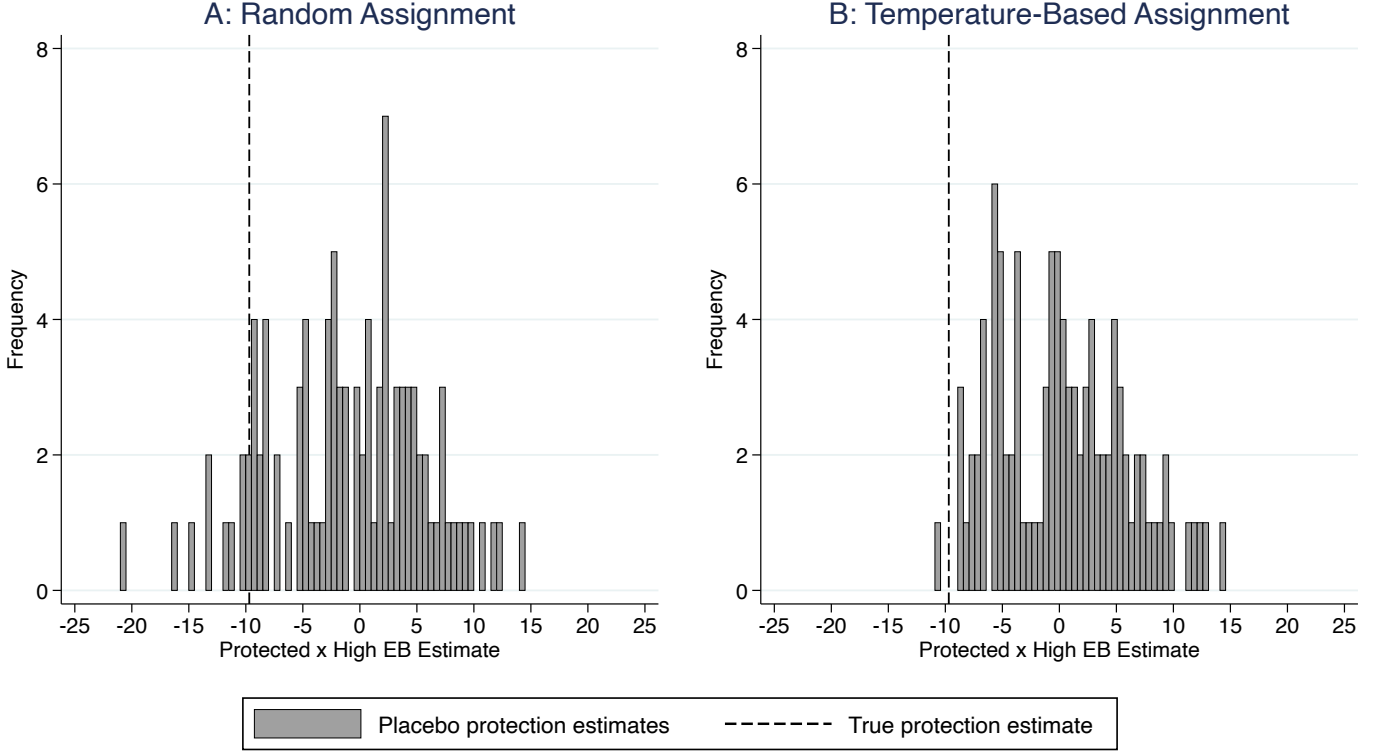 A: Random Assignment
8
6
4
2
0
Frequency
-25 -20 -15 -10 -5 0 5 10 15 20 25
Protected x High EB Estimate
B: Temperature-Based Assignment
8
6
4
2
0
Frequency
-25 -20 -15 -10 -5 0 5 10 15 20 25
Protected x High EB Estimate
Placebo protection estimates True protection estimate